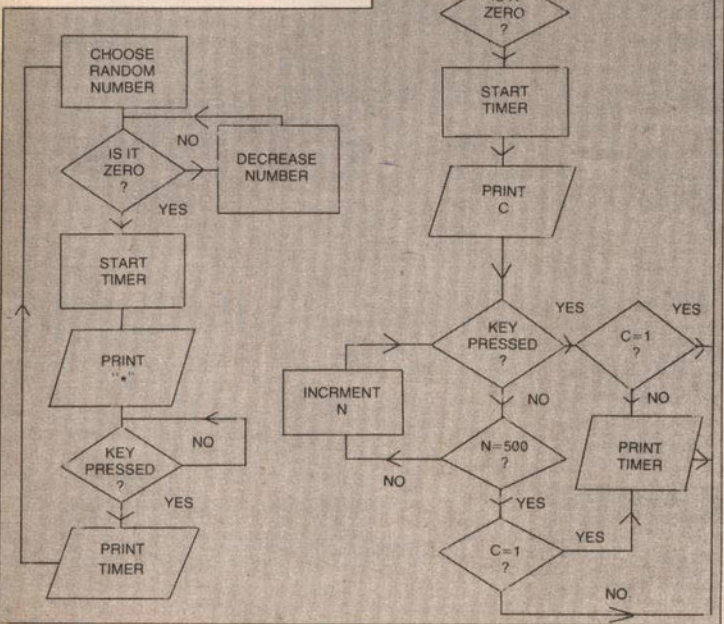 CHOOSE
RANDOM
NUMBER
NO
IS IT
ZERO
?
DECREASE
NUMBER
YES
START
TIMER
PRINT
"*"
NO
KEY
PRESSED
?
YES
PRINT
TIMER
ZERO
?
START
TIMER
PRINT
C
KEY
PRESSED
?
YES
C=1
?
YES
INCRMENT
N
NO
NO
N=500
?
NO
PRINT
TIMER
YES
C=1
?
YES
NO